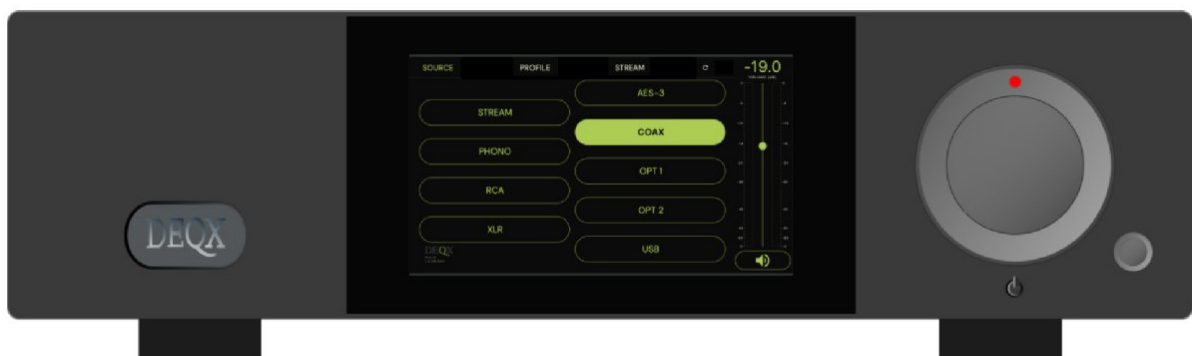 SOURCE PROFILE STREAM -19.0
AES-3
STREAM
COAX
PHONO
OPT 1
RCA
OPT 2
XLR
USB
DEQX
DEQX